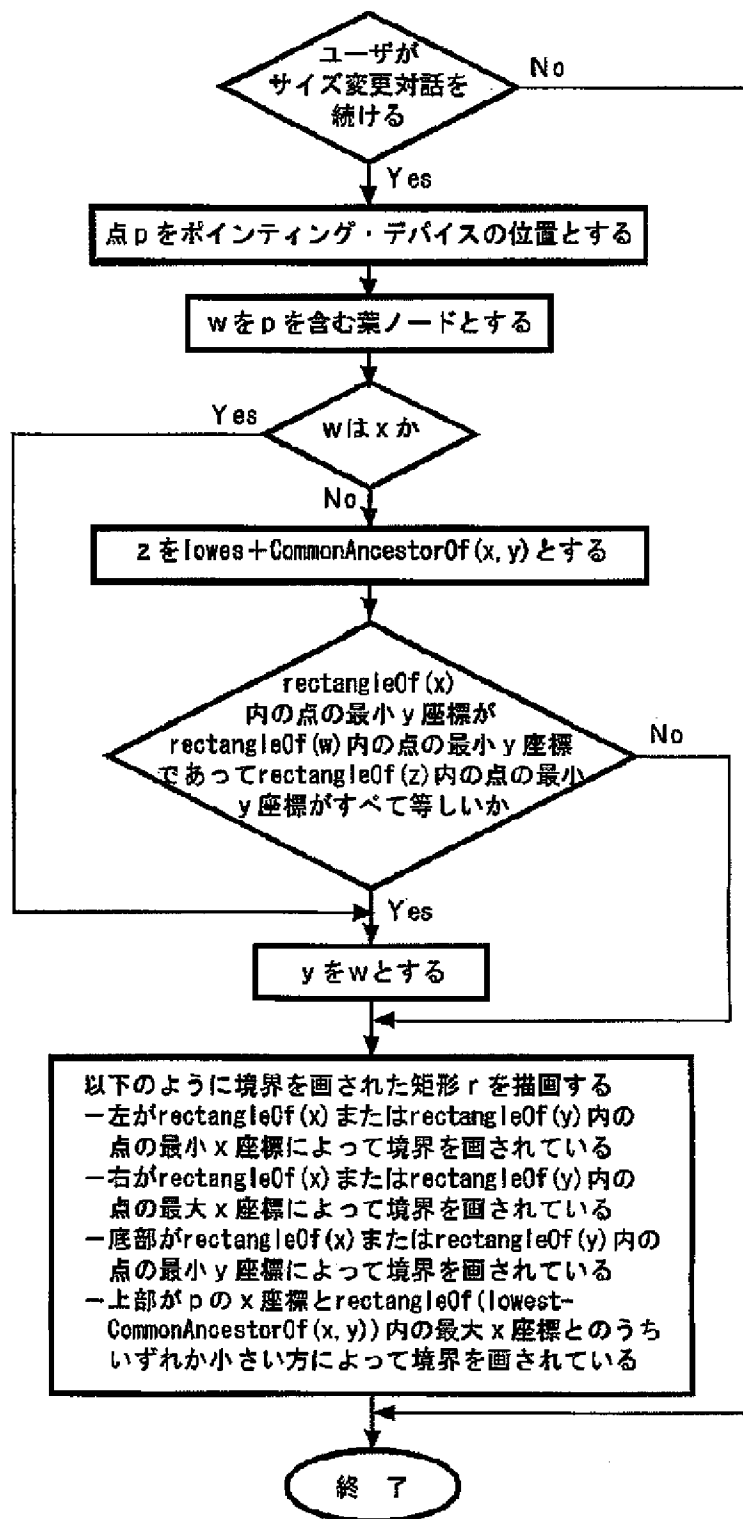 ユーザが
サイズ変更対話を
続ける
No
Yes
点pをポインティング・デバイスの位置とする
wをpを含む葉ノードとする
Yes
wはxか
No
zをlowes+CommonAncestorOf(x,y)とする
rectangleOf(x)
内の点の最小y座標が
rectangleOf(w)内の点の最小y座標
であってrectangleOf(z)内の点の最小
y座標がすべて等しいか
No
Yes
yをwとする
以下のように境界を画された矩形rを描画する
－左がrectangleOf(x)またはrectangleOf(y)内の
点の最小x座標によって境界を画されている
－右がrectangleOf(x)またはrectangleOf(y)内の
点の最大x座標によって境界を画されている
－底部がrectangleOf(x)またはrectangleOf(y)内の
点の最小y座標によって境界を画されている
－上部がpのx座標とrectangleOf(lowest-
CommonAncestorOf(x,y))内の最大x座標とのうち
いずれか小さい方によって境界を画されている
終 了